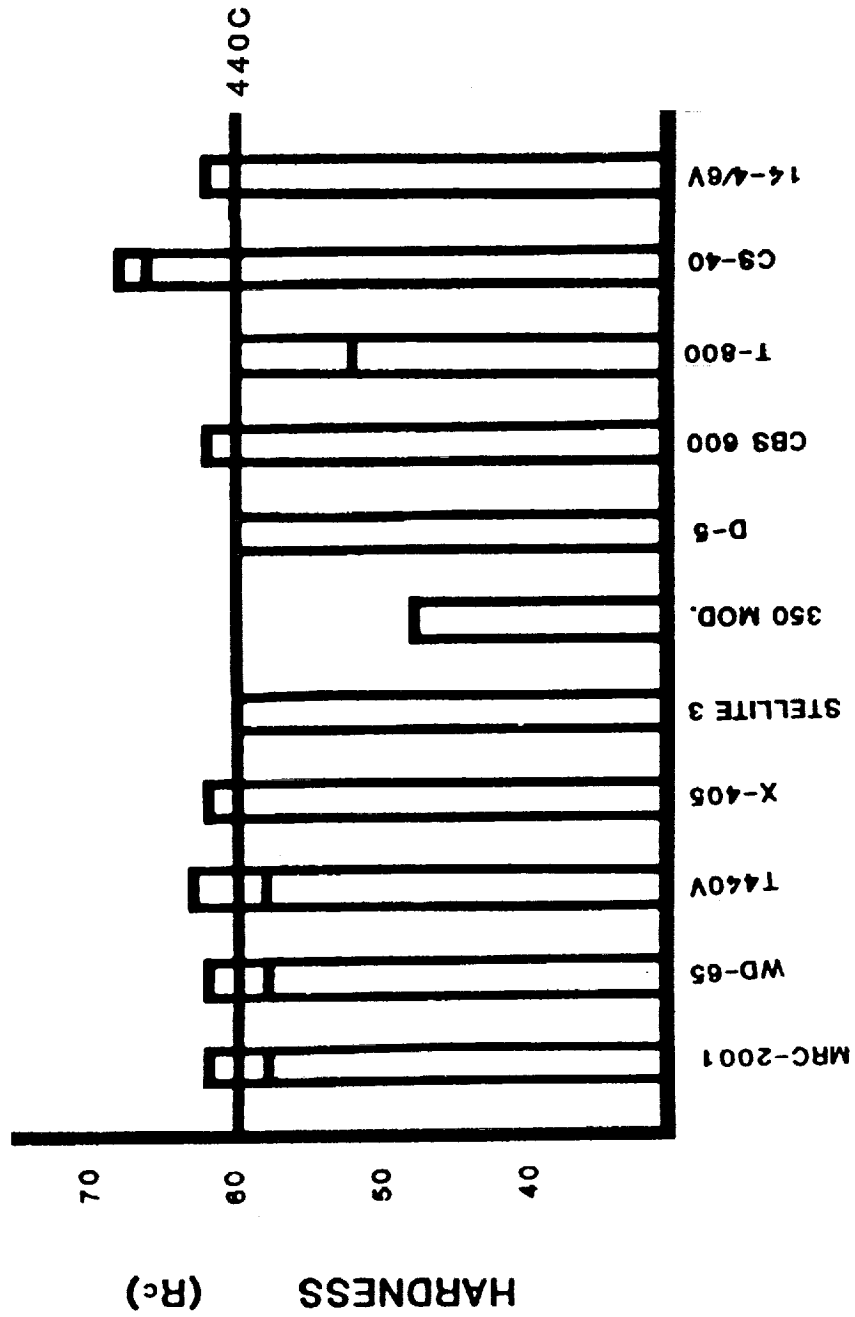 HARDNESS
(Rc)
70
60
50
40
440C
MRC-2001
WD-65
T440V
X-405
STELLITE 3
350 MOD.
D-5
CBS 600
T-800
CS-40
14-4/6V